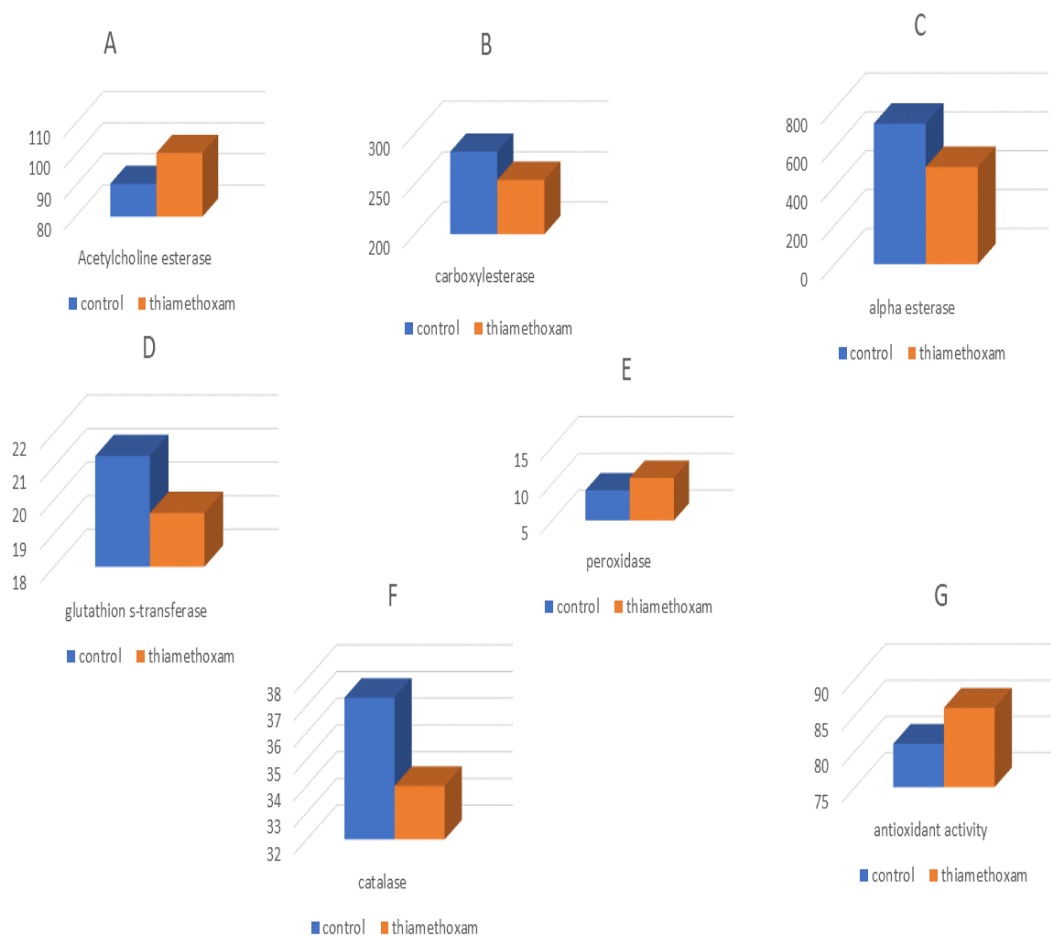 A
110
100
90
80
Acetylcholine esterase
control thiamethoxam
B
300
250
200
carboxylesterase
control thiamethoxam
C
800
600
400
200
0
alpha esterase
control thiamethoxam
D
22
21
20
19
18
glutathion s-transferase
control thiamethoxam
E
15
10
5
peroxidase
control thiamethoxam
F
38
37
36
35
34
33
32
catalase
control thiamethoxam
G
90
85
80
75
antioxidant activity
control thiamethoxam